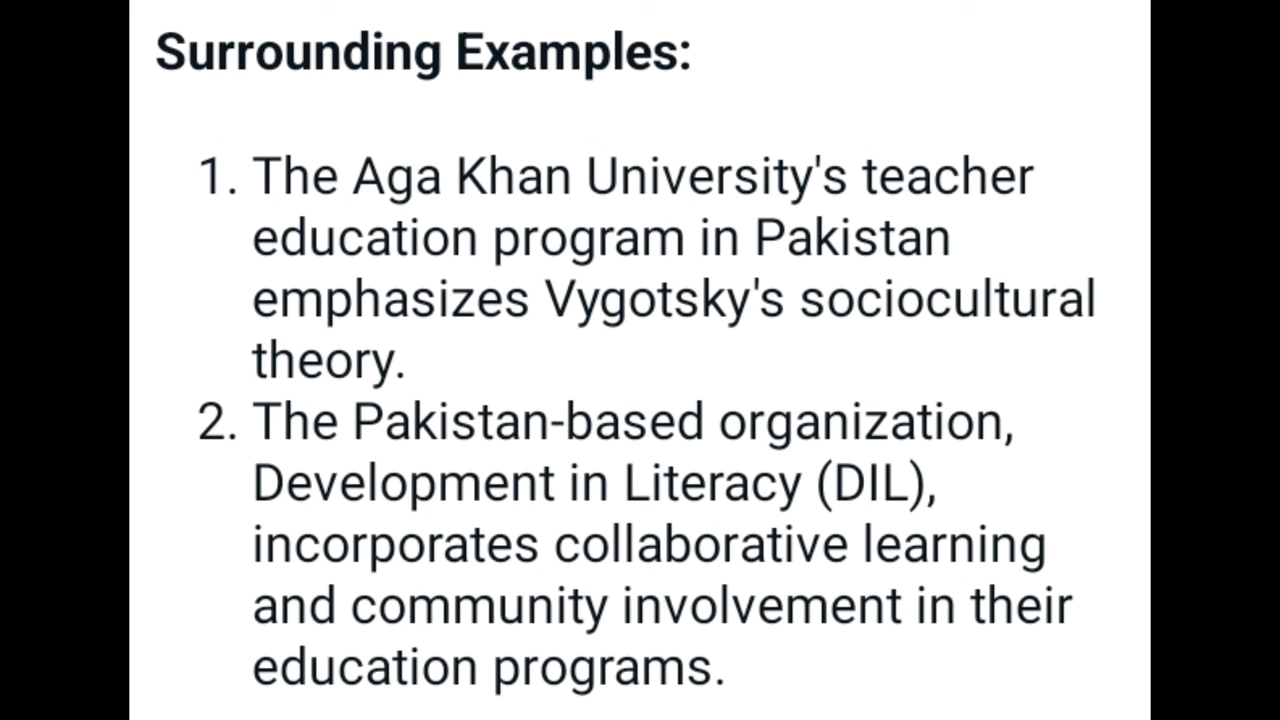 Surrounding Examples:
1. The Aga Khan University's teacher
education program in Pakistan
emphasizes Vygotsky's sociocultural
theory.
2. The Pakistan-based organization,
Development in Literacy (DIL),
incorporates collaborative learning
and community involvement in their
education programs.